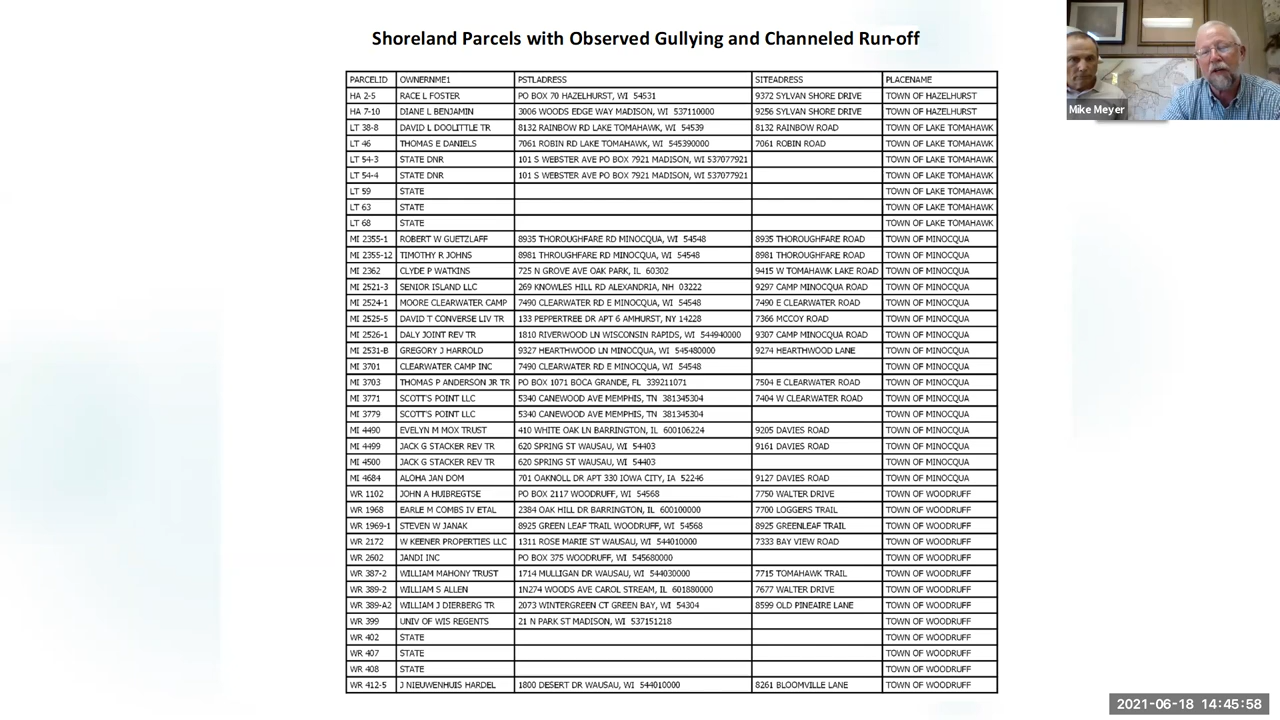 Shoreland Parcels with Observed Gullying and Channeled Run-off
PARCELID OWNERNME1 PSTLADRESS SITEADRESS PLACENAME
HA 2-5 RACE L FOSTER PO BOX 70 HAZELHURST, WI 54531 9372 SYLVAN SHORE DRIVE TOWN OF HAZELHURST
HA 7-10 DIANE L BENJAMIN 3006 WOODS EDGE WAY MADISON, WI 537110000 9256 SYLVAN SHORE DRIVE TOWN OF HAZELHURST
LT 38-8 DAVID L DOOLITTLE TR 8132 RAINBOW RD LAKE TOMAHAWK, WI 54539 8132 RAINBOW ROAD TOWN OF LAKE TOMAHAWK
LT 46 THOMAS E DANIELS 7061 ROBIN RD LAKE TOMAHAWK, WI 545390000 7061 ROBIN ROAD TOWN OF LAKE TOMAHAWK
LT 54-3 STATE DNR 101 S WEBSTER AVE PO BOX 7921 MADISON, WI 537077921 TOWN OF LAKE TOMAHAWK
LT 54-4 STATE DNR 101 S WEBSTER AVE PO BOX 7921 MADISON, WI 537077921 TOWN OF LAKE TOMAHAWK
LT 59 STATE TOWN OF LAKE TOMAHAWK
LT 63 STATE TOWN OF LAKE TOMAHAWK
LT 68 STATE TOWN OF LAKE TOMAHAWK
MI 2355-1 ROBERT W GUETZLAFF 8935 THOROUGHFARE RD MINOCQUA, WI 54548 8935 THOROUGHFARE ROAD TOWN OF MINOCQUA
MI 2355-12 TIMOTHY R JOHNS 8981 THROUGHFARE RD MINOCQUA, WI 54548 8981 THOROUGHFARE ROAD TOWN OF MINOCQUA
MI 2362 CLYDE P WATKINS 725 N GROVE AVE OAK PARK, IL 60302 9415 W TOMAHAWK LAKE ROAD TOWN OF MINOCQUA
MI 2521-3 SENIOR ISLAND LLC 269 KNOWLES HILL RD ALEXANDRIA, NH 03222 9297 CAMP MINOCQUA ROAD TOWN OF MINOCQUA
MI 2524-1 MOORE CLEARWATER CAMP 7490 CLEARWATER RD E MINOCQUA, WI 54548 7490 E CLEARWATER ROAD TOWN OF MINOCQUA
MI 2525-5 DAVID T CONVERSE LIV TR 133 PEPPERTREE DR APT 6 AMHURST, NY 14228 7366 MCCOY ROAD TOWN OF MINOCQUA
MI 2526-1 DALY JOINT REV TR 1810 RIVERWOOD LN WISCONSIN RAPIDS, WI 544940000 9307 CAMP MINOCQUA ROAD TOWN OF MINOCQUA
MI 2531-B GREGORY J HARROLD 9327 HEARTHWOOD LN MINOCQUA, WI 545480000 9274 HEARTHWOOD LANE TOWN OF MINOCQUA
MI 3701 CLEARWATER CAMP INC 7490 CLEARWATER RD E MINOCQUA, WI 54548 TOWN OF MINOCQUA
MI 3703 THOMAS P ANDERSON JR TR PO BOX 1071 BOCA GRANDE, FL 339211071 7504 E CLEARWATER ROAD TOWN OF MINOCQUA
MI 3771 SCOTT'S POINT LLC 5340 CANEWOOD AVE MEMPHIS, TN 381345304 7404 W CLEARWATER ROAD TOWN OF MINOCQUA
MI 3779 SCOTT'S POINT LLC 5340 CANEWOOD AVE MEMPHIS, TN 381345304 TOWN OF MINOCQUA
MI 4490 EVELYN M MOX TRUST 410 WHITE OAK LN BARRINGTON, IL 600106224 9205 DAVIES ROAD TOWN OF MINOCQUA
MI 4499 JACK G STACKER REV TR 620 SPRING ST WAUSAU, WI 54403 9161 DAVIES ROAD TOWN OF MINOCQUA
MI 4500 JACK G STACKER REV TR 620 SPRING ST WAUSAU, WI 54403 TOWN OF MINOCQUA
MI 4684 ALOHA JAN DOM 701 OAKNOLL DR APT 330 IOWA CITY, IA 52246 9127 DAVIES ROAD TOWN OF MINOCQUA
WR 1102 JOHN A HUIBREGTSE PO BOX 2117 WOODRUFF, WI 54568 7750 WALTER DRIVE TOWN OF WOODRUFF
WR 1968 EARLE M COMBS IV ETAL 2384 OAK HILL DR BARRINGTON, IL 600100000 7700 LOGGERS TRAIL TOWN OF WOODRUFF
WR 1969-1 STEVEN W JANAK 8925 GREEN LEAF TRAIL WOODRUFF, WI 54568 8925 GREENLEAF TRAIL TOWN OF WOODRUFF
WR 2172 W KEENER PROPERTIES LLC 1311 ROSE MARIE ST WAUSAU, WI 544010000 7333 BAY VIEW ROAD TOWN OF WOODRUFF
WR 2602 JANDI INC PO BOX 375 WOODRUFF, WI 545680000 TOWN OF WOODRUFF
WR 387-2 WILLIAM MAHONY TRUST 1714 MULLIGAN DR WAUSAU, WI 544030000 7715 TOMAHAWK TRAIL TOWN OF WOODRUFF
WR 389-2 WILLIAM S ALLEN 1N274 WOODS AVE CAROL STREAM, IL 601880000 7677 WALTER DRIVE TOWN OF WOODRUFF
WR 389-A2 WILLIAM J DIERBERG TR 2073 WINTERGREEN CT GREEN BAY, WI 54304 8599 OLD PINEAIRE LANE TOWN OF WOODRUFF
WR 399 UNIV OF WIS REGENTS 21 N PARK ST MADISON, WI 537151218 TOWN OF WOODRUFF
WR 402 STATE TOWN OF WOODRUFF
WR 407 STATE TOWN OF WOODRUFF
WR 408 STATE TOWN OF WOODRUFF
WR 412-5 J NIEUWENHUIS HARDEL 1800 DESERT DR WAUSAU, WI 544010000 8261 BLOOMVILLE LANE TOWN OF WOODRUFF
Mike Meyer
2021-06-18 14:45:58